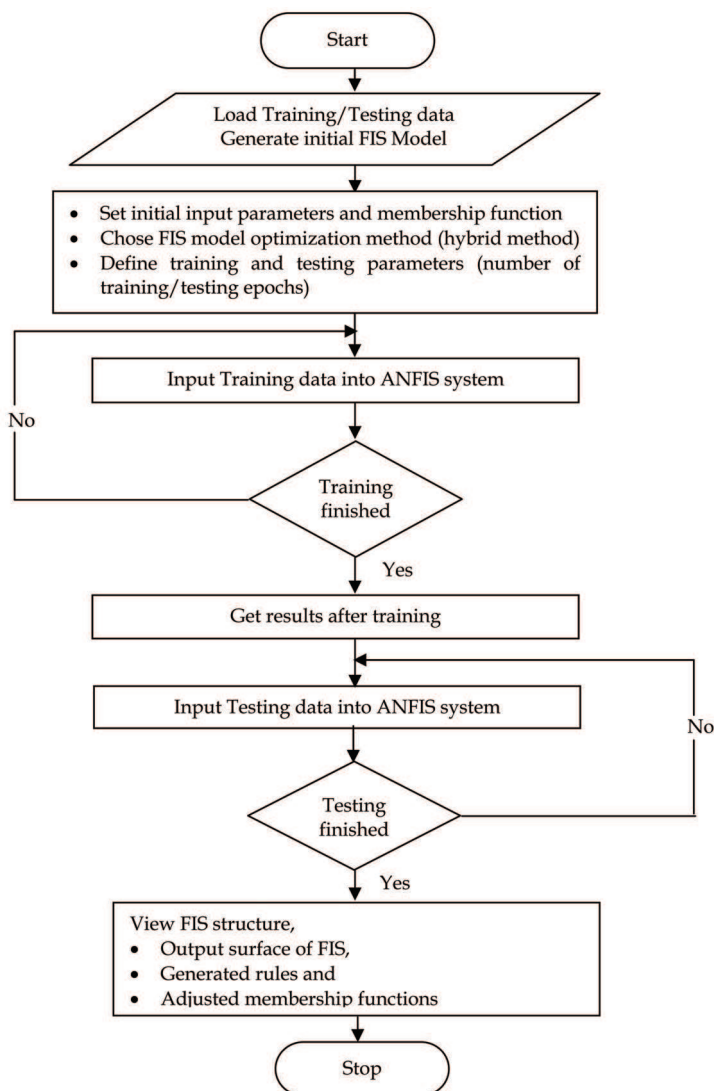 Start
Load Training/Testing data
Generate initial FIS Model
• Set initial input parameters and membership function
• Chose FIS model optimization method (hybrid method)
• Define training and testing parameters (number of
training/testing epochs)
Input Training data into ANFIS system
No
Training
finished
Yes
Get results after training
Input Testing data into ANFIS system
No
Testing
finished
Yes
View FIS structure,
• Output surface of FIS,
• Generated rules and
• Adjusted membership functions
Stop